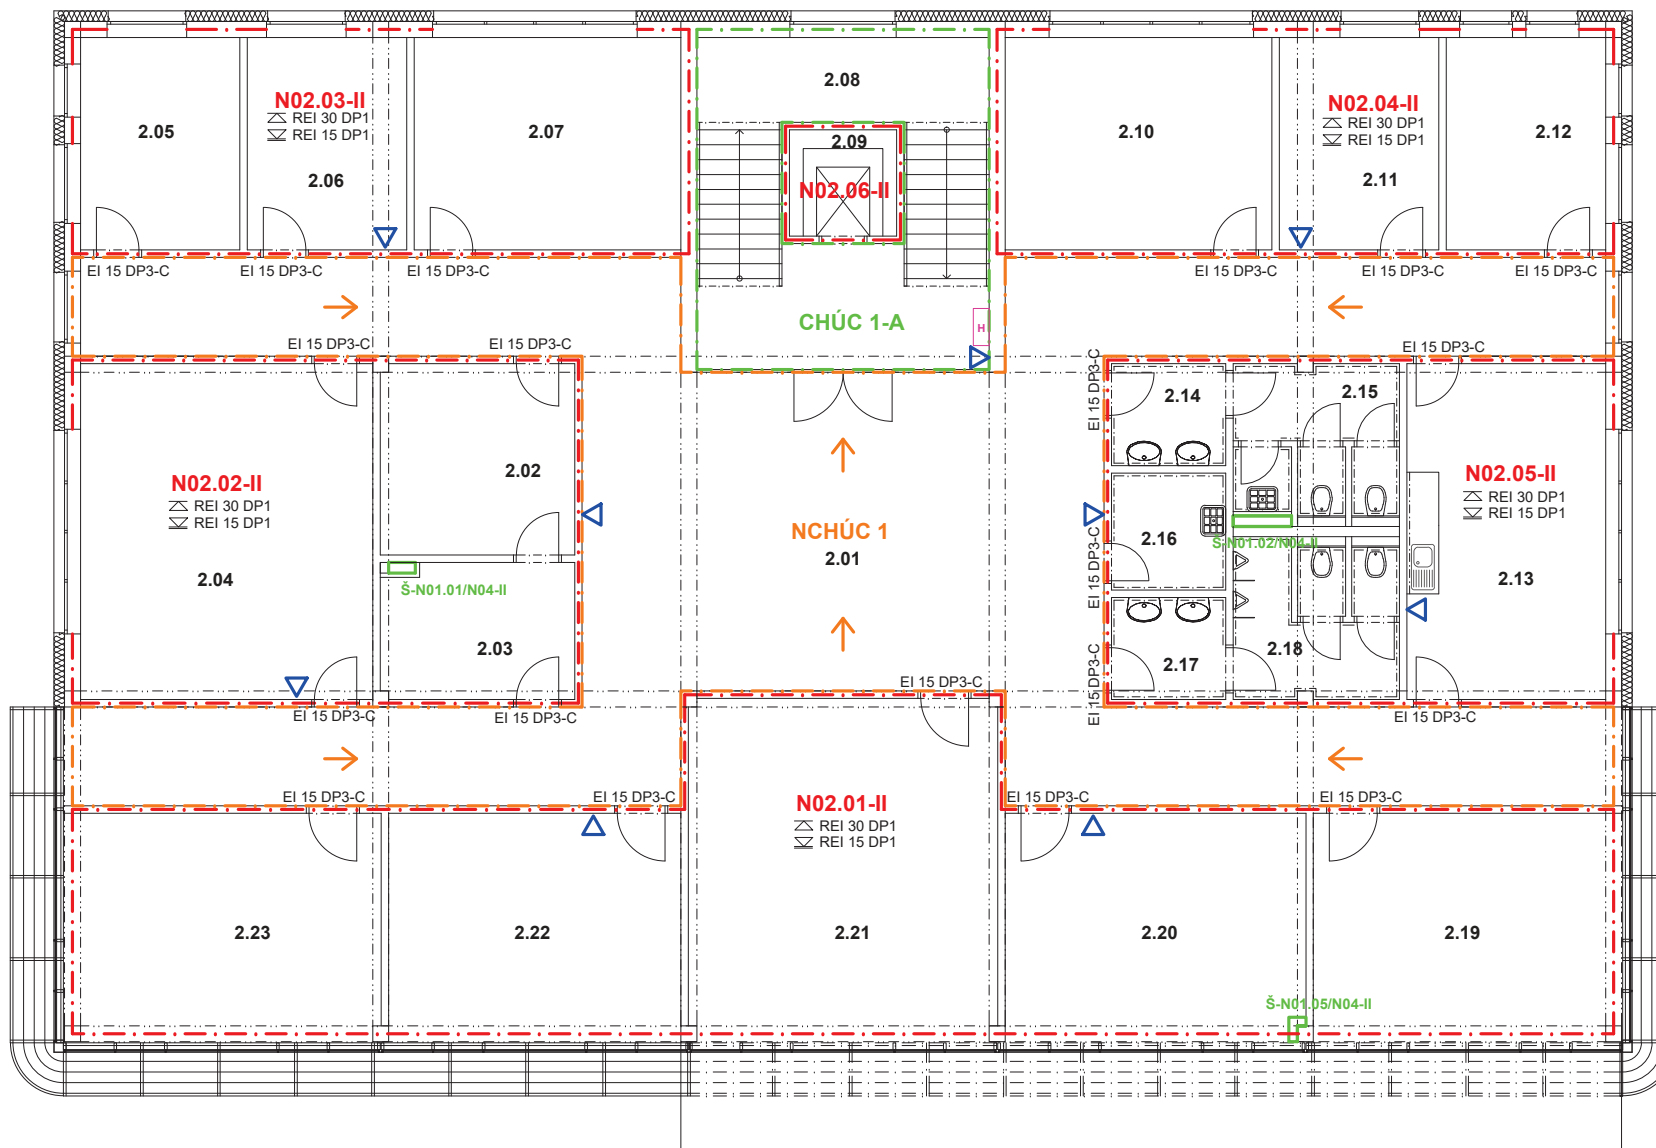 2.08
N02.03-II
REI 30 DP1
REI 15 DP1
N02.04-II
REI 30 DP1
REI 15 DP1
2.05
2.07
2.09
2.10
2.12
2.06
N02.06-II
2.11
EI 15 DP3-C
EI 15 DP3-C
EI 15 DP3-C
EI 15 DP3-C
EI 15 DP3-C
EI 15 DP3-C
CHÚC 1-A
H
EI 15 DP3-C
EI 15 DP3-C
EI 15 DP3-C
EI 15 DP3-C
2.14
2.15
2.02
N02.02-II
REI 30 DP1
REI 15 DP1
N02.05-II
REI 30 DP1
REI 15 DP1
NCHÚC 1
2.01
2.16
Š-N01.02/N04-II
EI 15 DP3-C
2.04
Š-N01.01/N04-II
2.13
2.03
2.17
2.18
EI 15 DP3-C
EI 15 DP3-C
EI 15 DP3-C
EI 15 DP3-C
EI 15 DP3-C
EI 15 DP3-C
EI 15 DP3-C
EI 15 DP3-C
EI 15 DP3-C
N02.01-II
REI 30 DP1
REI 15 DP1
2.23
2.22
2.21
2.20
2.19
Š-N01.05/N04-II